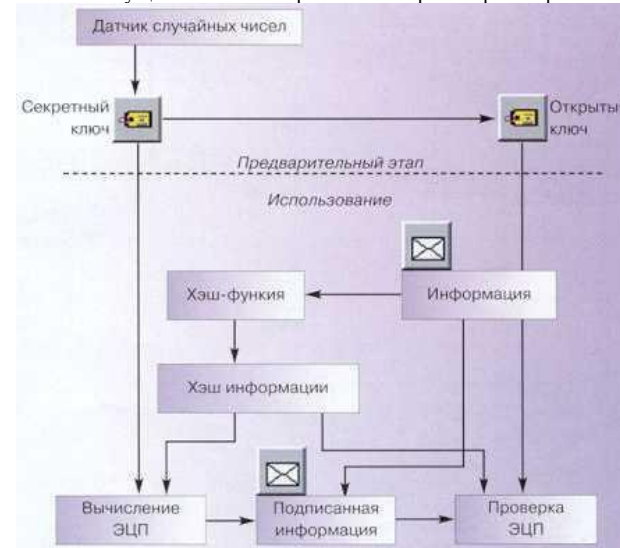 Датчик случайных чисел
Секретный
ключ
Открыты
ключ
Предварительный этап
Использование
Хэш-функия
Информация
Хэш информации
Вычисление
ЭЦП
Подписанная
информация
Проверка
ЭЦП